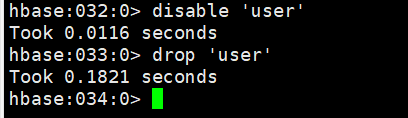 hbase:032:0> disable 'user'
Took 0.0116 seconds
hbase:033:0> drop 'user'
Took 0.1821 seconds
hbase:034:0>